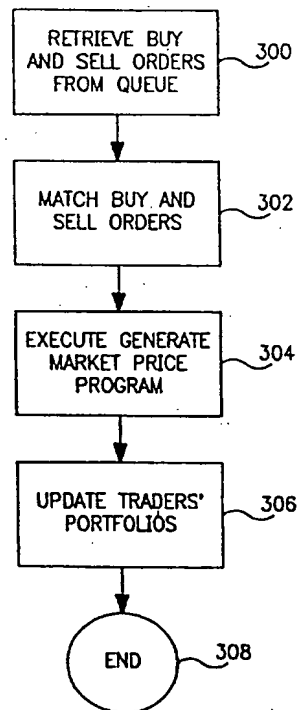 RETRIEVE BUY
AND SELL ORDERS
FROM QUEUE
300
MATCH BUY AND
SELL ORDERS
302
EXECUTE GENERATE
MARKET PRICE
PROGRAM
304
UPDATE TRADERS'
PORTFOLIOS
306
END
308